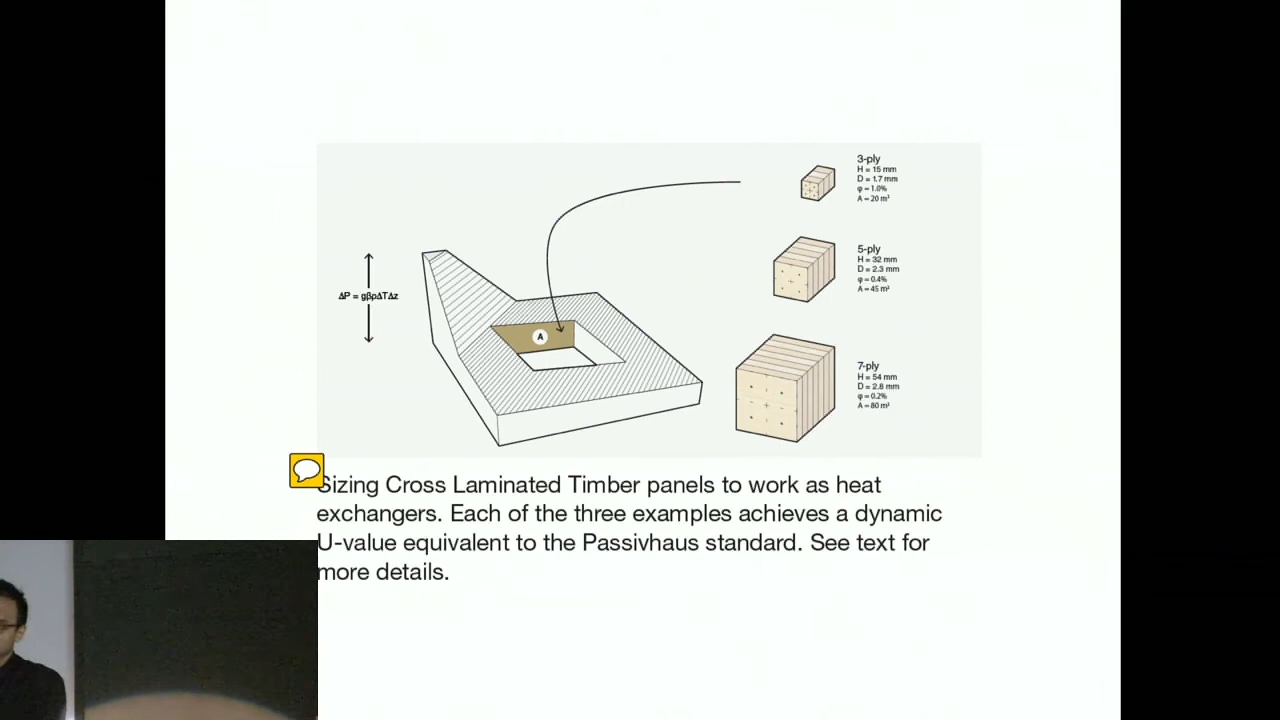 3-ply
H = 15 mm
D = 1.7 mm
φ = 1.0%
A = 20 m²
5-ply
H = 32 mm
D = 2.3 mm
φ = 0.4%
A = 45 m²
ΔP = gβρΔTΔz
A
7-ply
H = 54 mm
D = 2.8 mm
φ = 0.2%
A = 80 m²
Sizing Cross Laminated Timber panels to work as heat
exchangers. Each of the three examples achieves a dynamic
U-value equivalent to the Passivhaus standard. See text for
more details.